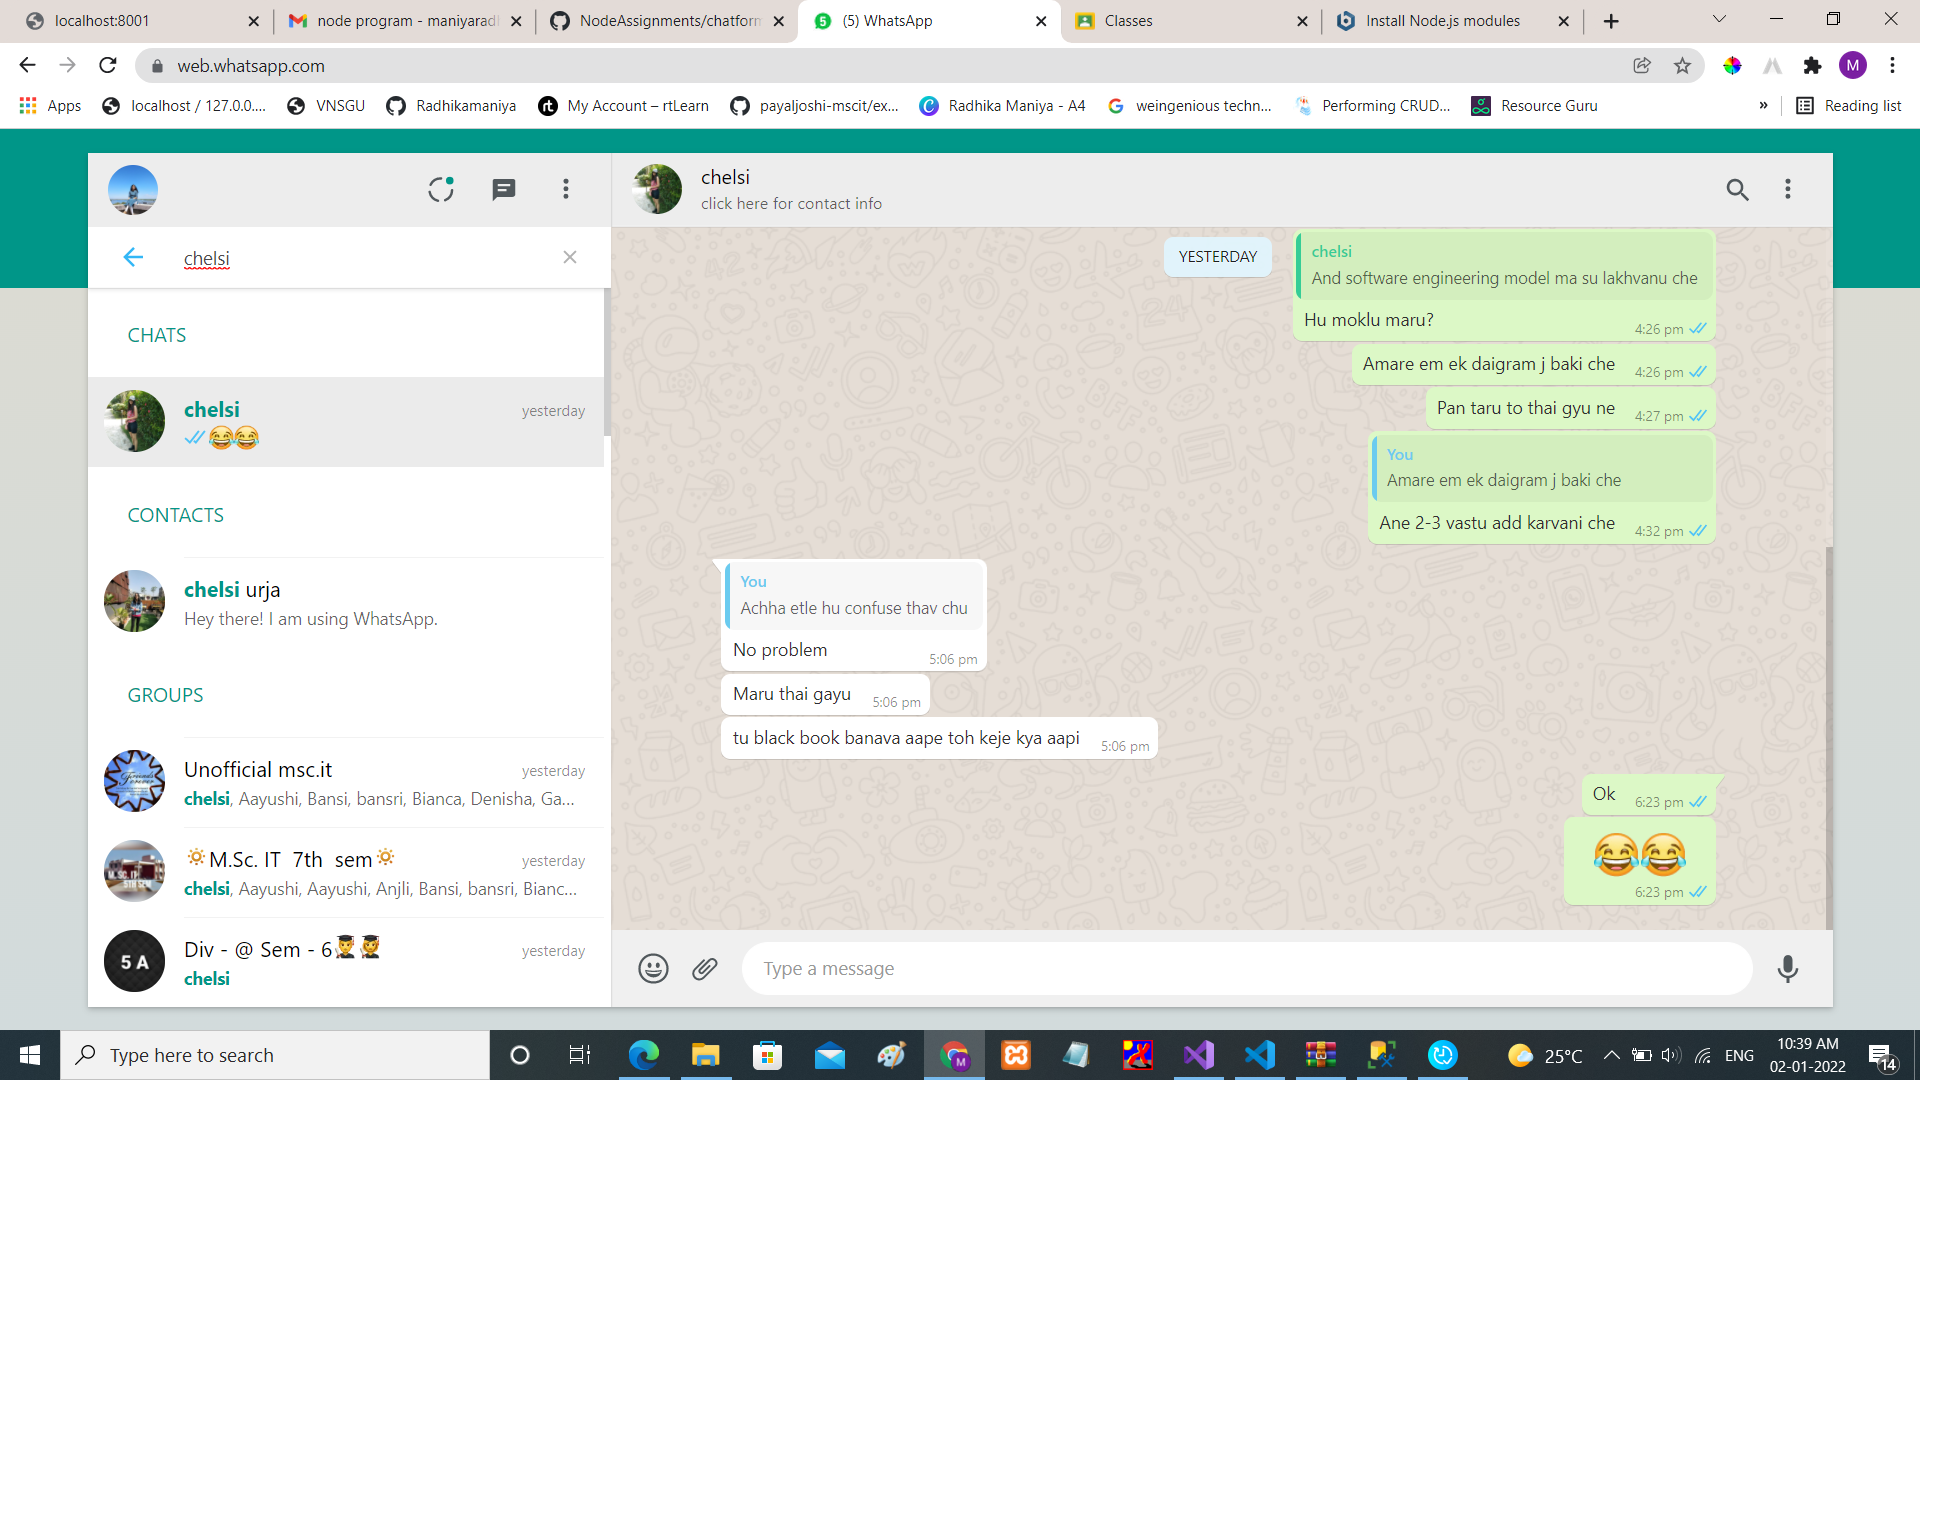 localhost:8001
node program - maniyarad
NodeAssignments/chatform
(5) WhatsApp
Classes
Install Node.js modules
web.whatsapp.com
M
Apps
localhost / 127.0.0....
VNSGU
Radhikamaniya
My Account – rtLearn
payaljoshi-mscit/ex...
Radhika Maniya - A4
weingenious techn...
Performing CRUD...
Resource Guru
»
Reading list
chelsi
click here for contact info
chelsi
CHATS
chelsi
yesterday
😂😂
CONTACTS
chelsi urja
Hey there! I am using WhatsApp.
GROUPS
Unofficial msc.it
yesterday
chelsi, Aayushi, Bansi, bansri, Bianca, Denisha, Ga...
🔅M.Sc. IT 7th sem🔅
yesterday
chelsi, Aayushi, Aayushi, Anjli, Bansi, bansri, Bianc...
5 A
Div - @ Sem - 6👨‍🎓👩‍🎓
yesterday
chelsi
YESTERDAY
chelsi
And software engineering model ma su lakhvanu che
Hu moklu maru?
4:26 pm
Amare em ek daigram j baki che
4:26 pm
Pan taru to thai gyu ne
4:27 pm
You
Amare em ek daigram j baki che
Ane 2-3 vastu add karvani che
4:32 pm
You
Achha etle hu confuse thav chu
No problem
5:06 pm
Maru thai gayu
5:06 pm
tu black book banava aape toh keje kya aapi
5:06 pm
Ok
6:23 pm
😂😂
6:23 pm
Type a message
Type here to search
25°C
ENG
10:39 AM
02-01-2022
14